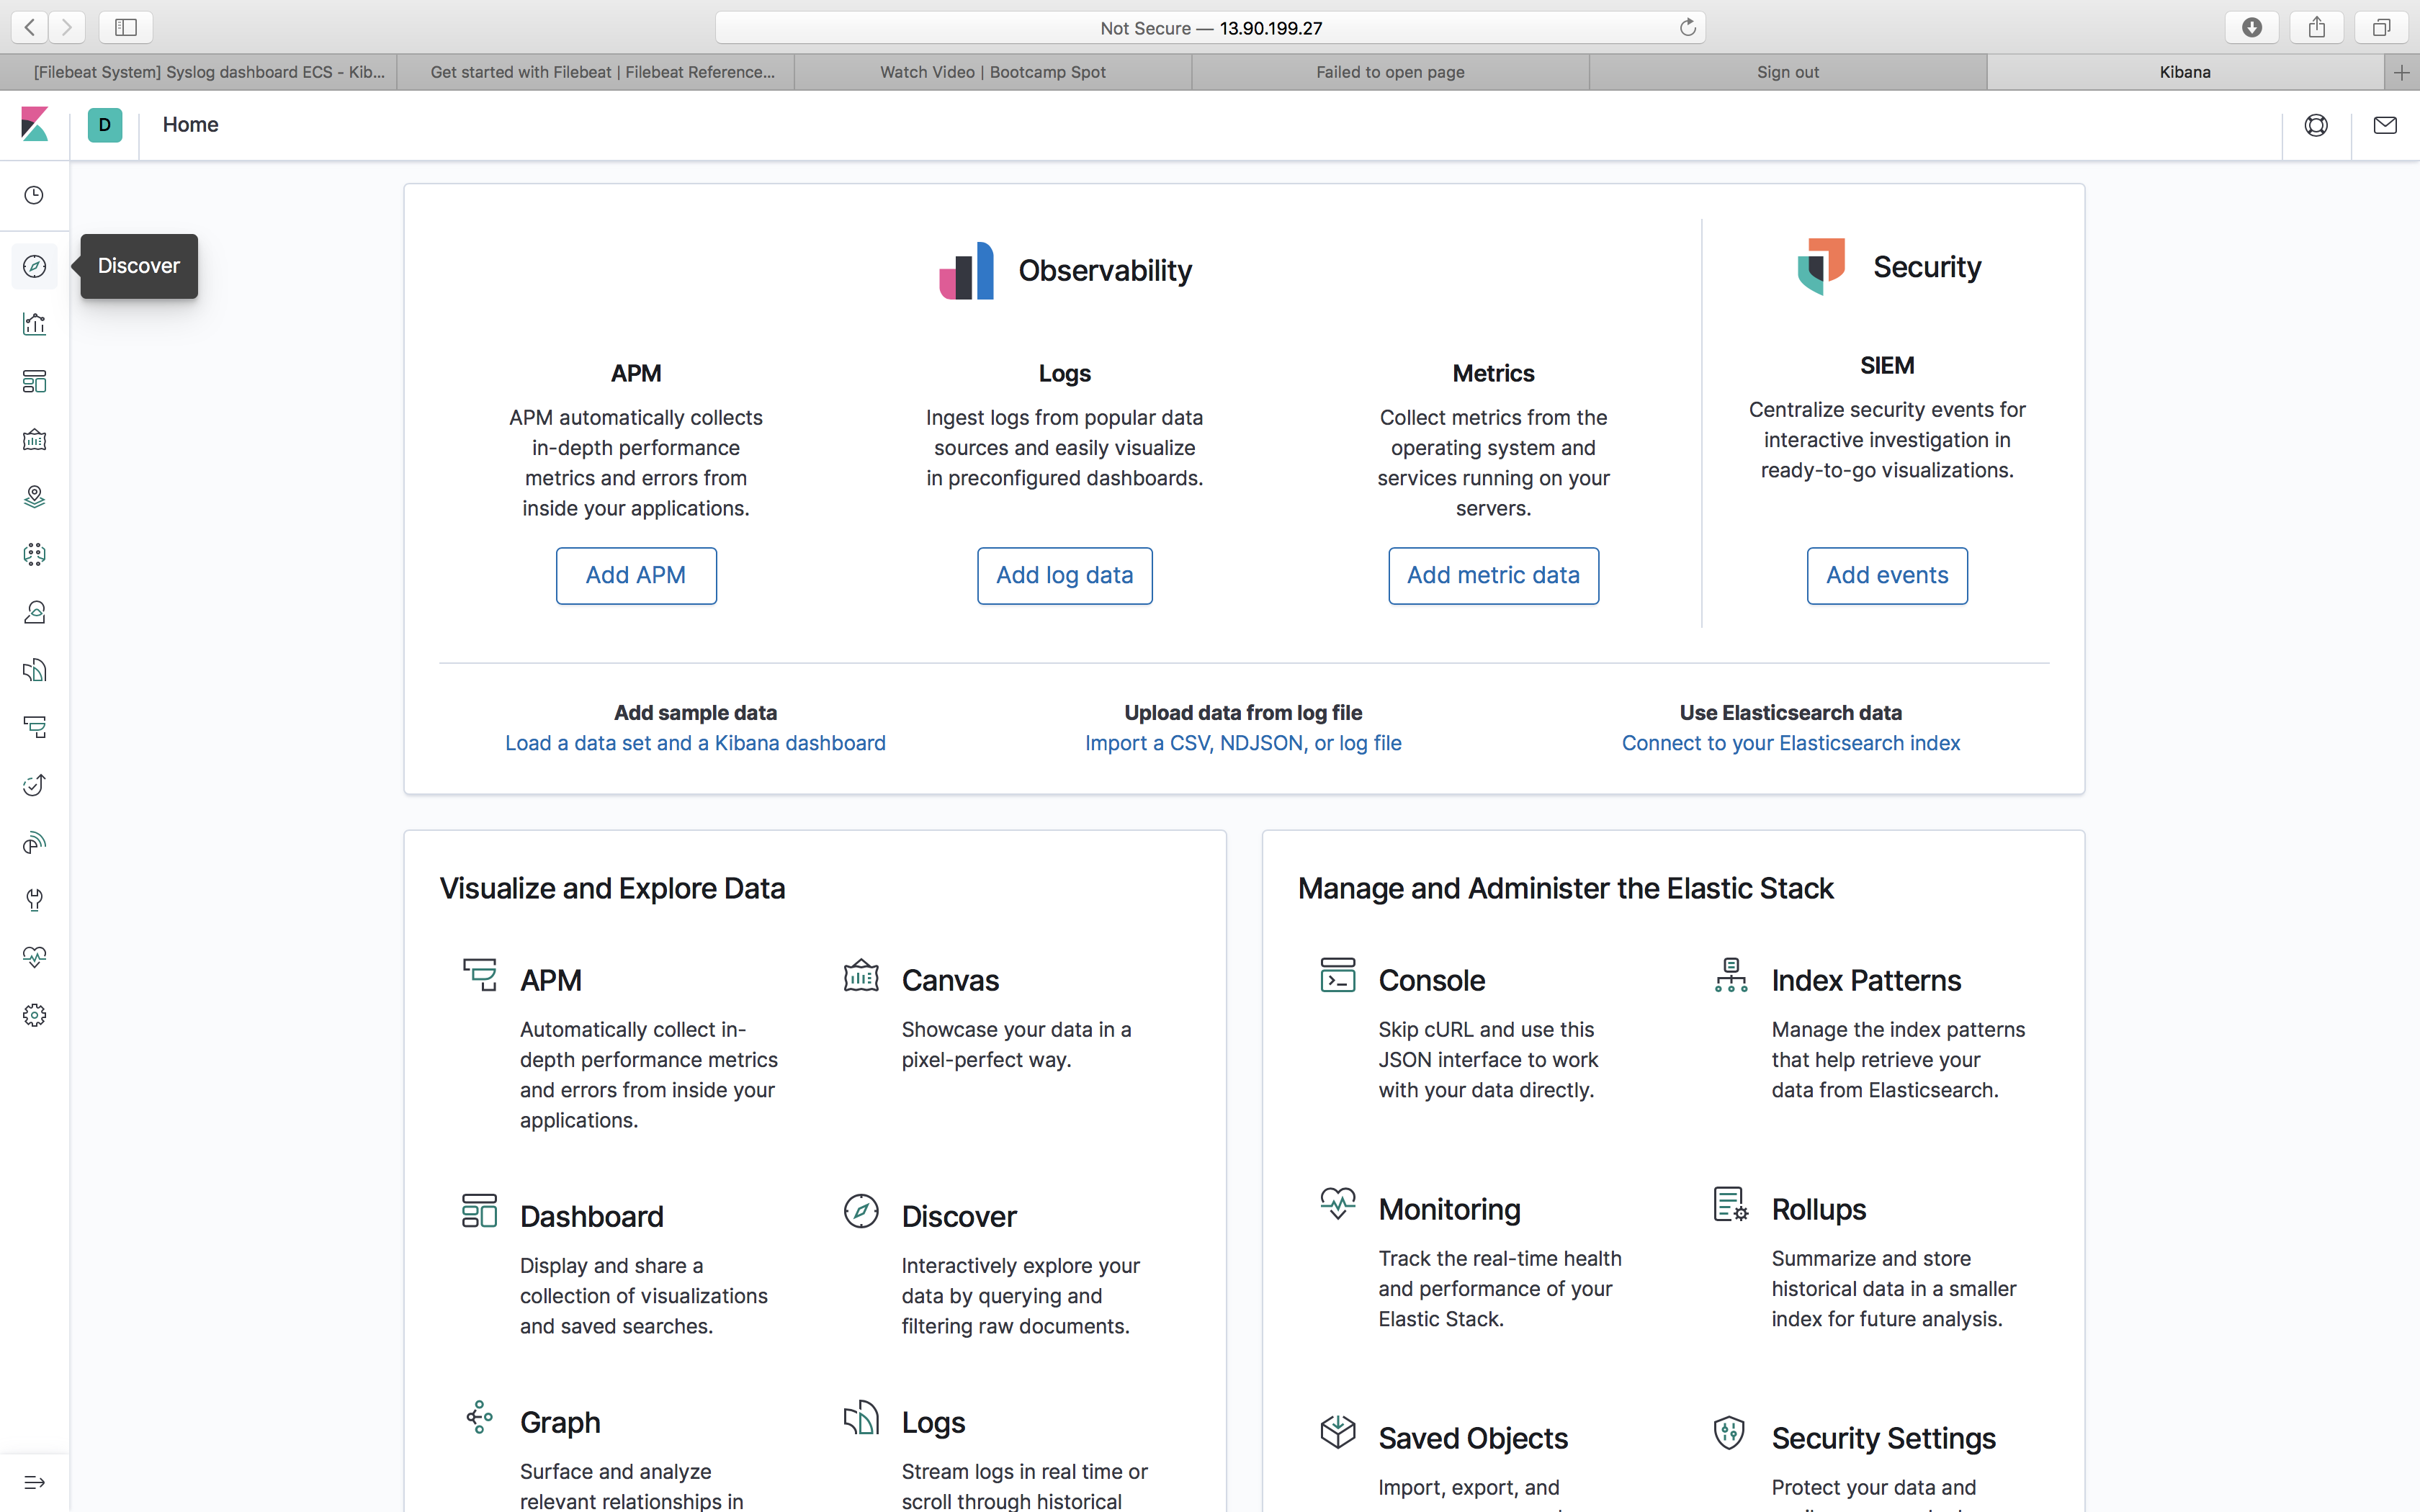 Not Secure — 13.90.199.27
[Filebeat System] Syslog dashboard ECS - Kib...
Get started with Filebeat | Filebeat Reference...
Watch Video | Bootcamp Spot
Failed to open page
Sign out
Kibana
D
Home
Discover
Observability
Security
APM
APM automatically collects
in-depth performance
metrics and errors from
inside your applications.
Add APM
Logs
Ingest logs from popular data
sources and easily visualize
in preconfigured dashboards.
Add log data
Metrics
Collect metrics from the
operating system and
services running on your
servers.
Add metric data
SIEM
Centralize security events for
interactive investigation in
ready-to-go visualizations.
Add events
Add sample data
Load a data set and a Kibana dashboard
Upload data from log file
Import a CSV, NDJSON, or log file
Use Elasticsearch data
Connect to your Elasticsearch index
Visualize and Explore Data
APM
Automatically collect in-
depth performance metrics
and errors from inside your
applications.
Canvas
Showcase your data in a
pixel-perfect way.
Dashboard
Display and share a
collection of visualizations
and saved searches.
Discover
Interactively explore your
data by querying and
filtering raw documents.
Graph
Surface and analyze
relevant relationships in
Logs
Stream logs in real time or
scroll through historical
Manage and Administer the Elastic Stack
Console
Skip cURL and use this
JSON interface to work
with your data directly.
Index Patterns
Manage the index patterns
that help retrieve your
data from Elasticsearch.
Monitoring
Track the real-time health
and performance of your
Elastic Stack.
Rollups
Summarize and store
historical data in a smaller
index for future analysis.
Saved Objects
Import, export, and
Security Settings
Protect your data and